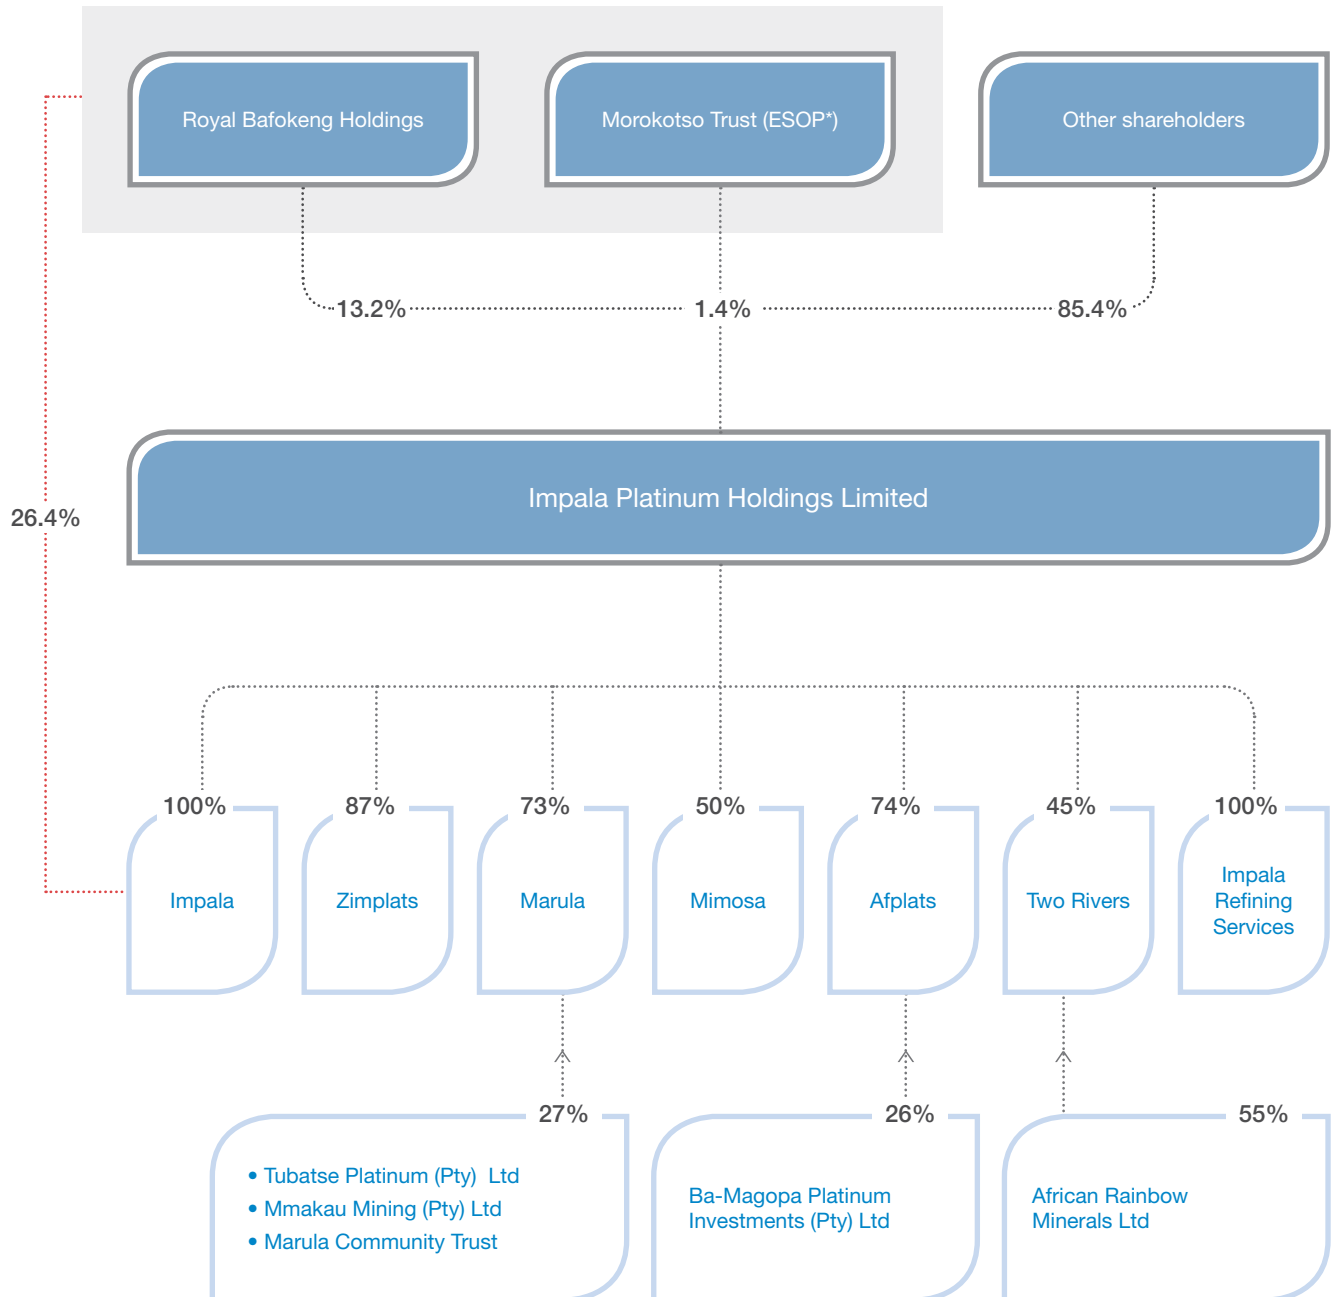 Royal Bafokeng Holdings
Morokotso Trust (ESOP*)
Other shareholders
13.2%
1.4%
85.4%
Impala Platinum Holdings Limited
26.4%
100%
87%
73%
50%
74%
45%
100%
Impala
Zimplats
Marula
Mimosa
Afplats
Two Rivers
Impala
Refining
Services
27%
26%
55%
• Tubatse Platinum (Pty) Ltd
• Mmakau Mining (Pty) Ltd
• Marula Community Trust
Ba-Magopa Platinum
Investments (Pty) Ltd
African Rainbow
Minerals Ltd